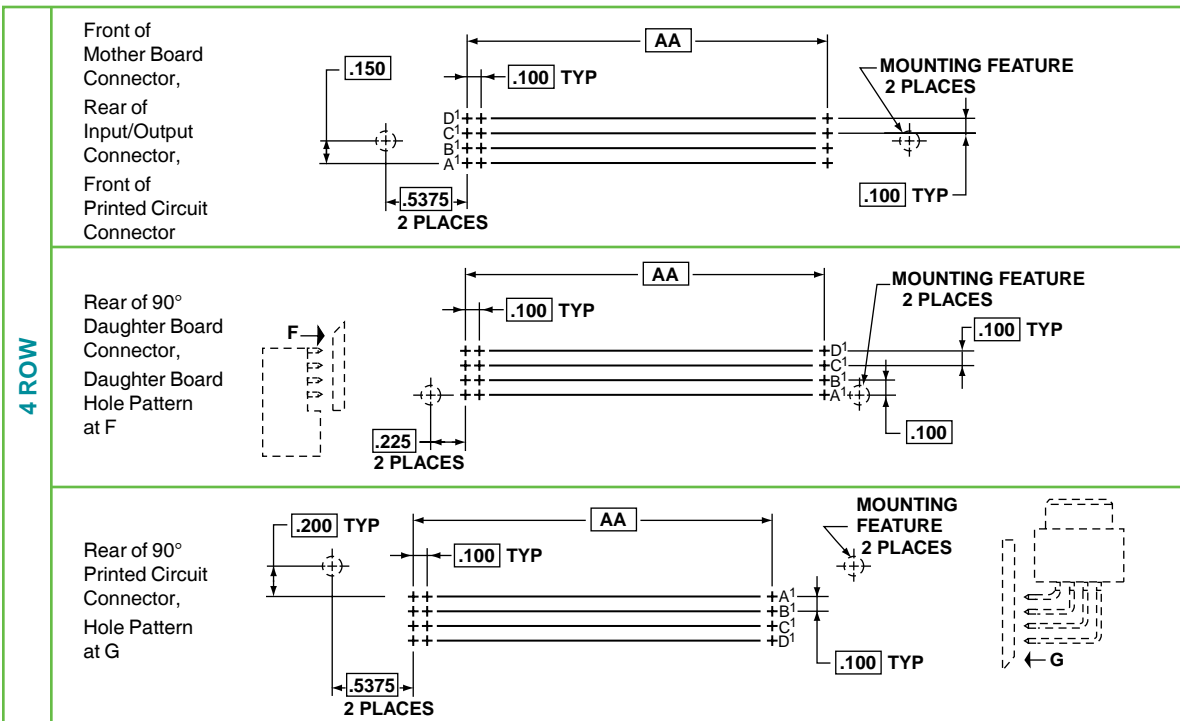 4 ROW
Front of
Mother Board
Connector,
Rear of
Input/Output
Connector,
Front of
Printed Circuit
Connector
AA
.150
.100 TYP
MOUNTING FEATURE
2 PLACES
D1
C1
B1
A1
.5375
2 PLACES
.100 TYP
Rear of 90°
Daughter Board
Connector,
Daughter Board
Hole Pattern
at F
F
AA
.100 TYP
MOUNTING FEATURE
2 PLACES
.100 TYP
D1
C1
B1
A1
.225
2 PLACES
.100
Rear of 90°
Printed Circuit
Connector,
Hole Pattern
at G
.200 TYP
AA
.100 TYP
MOUNTING
FEATURE
2 PLACES
A1
B1
C1
D1
.100 TYP
G
.5375
2 PLACES